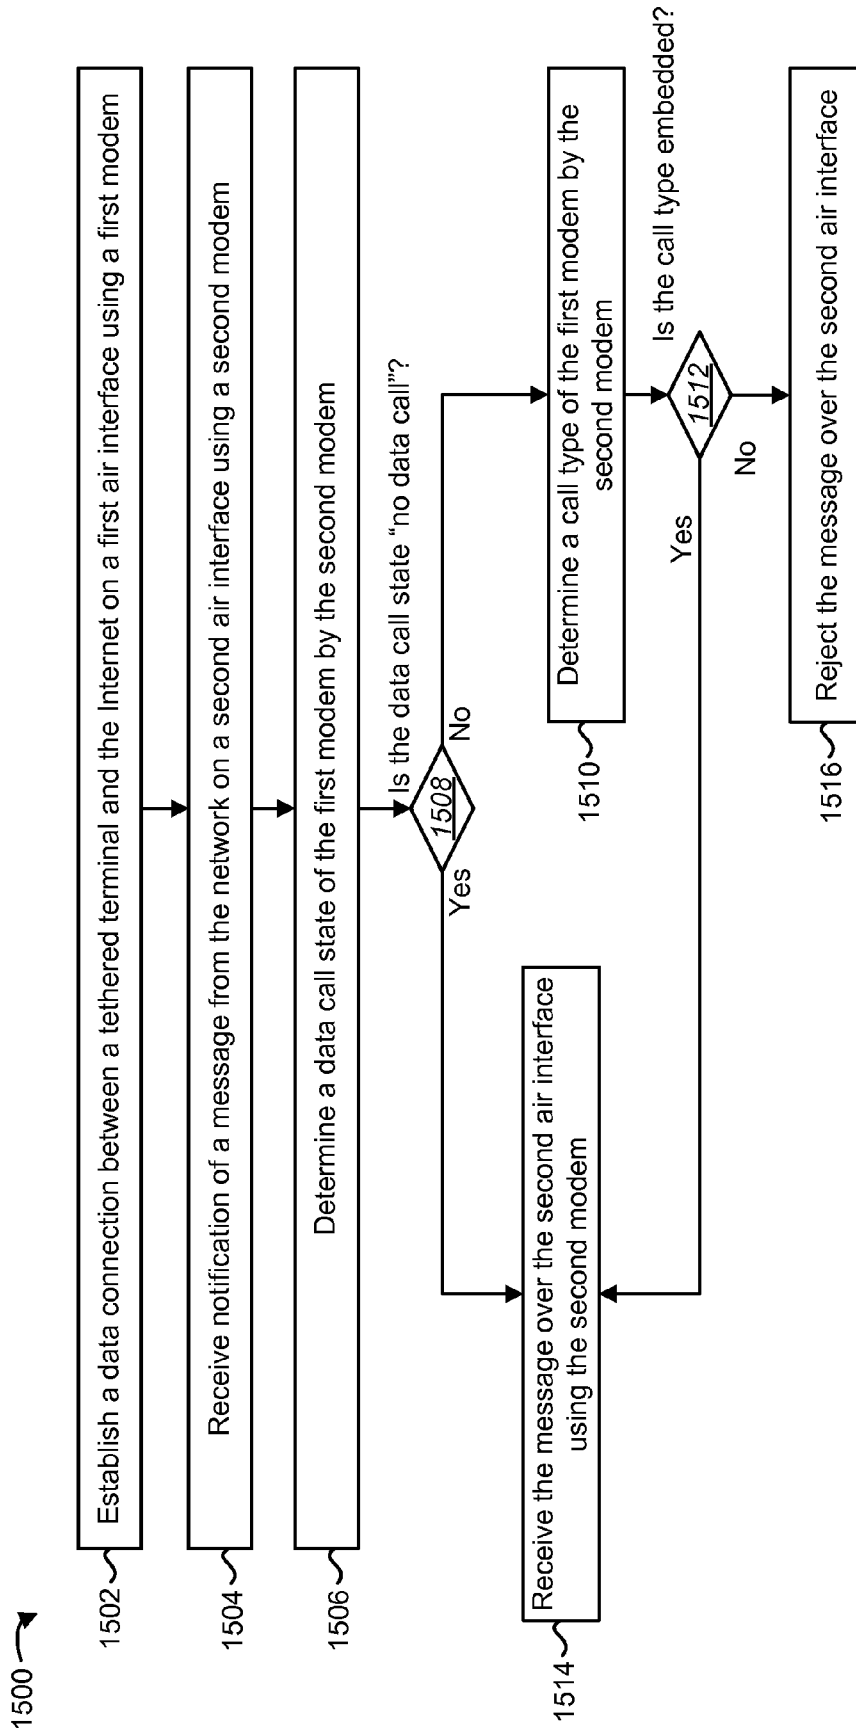 1500
1502
Establish a data connection between a tethered terminal and the Internet on a first air interface using a first modem
1504
Receive notification of a message from the network on a second air interface using a second modem
1506
Determine a data call state of the first modem by the second modem
Is the data call state “no data call”?
1508
Yes
No
1514
Receive the message over the second air interface
using the second modem
1510
Determine a call type of the first modem by the
second modem
Is the call type embedded?
1512
Yes
No
1516
Reject the message over the second air interface